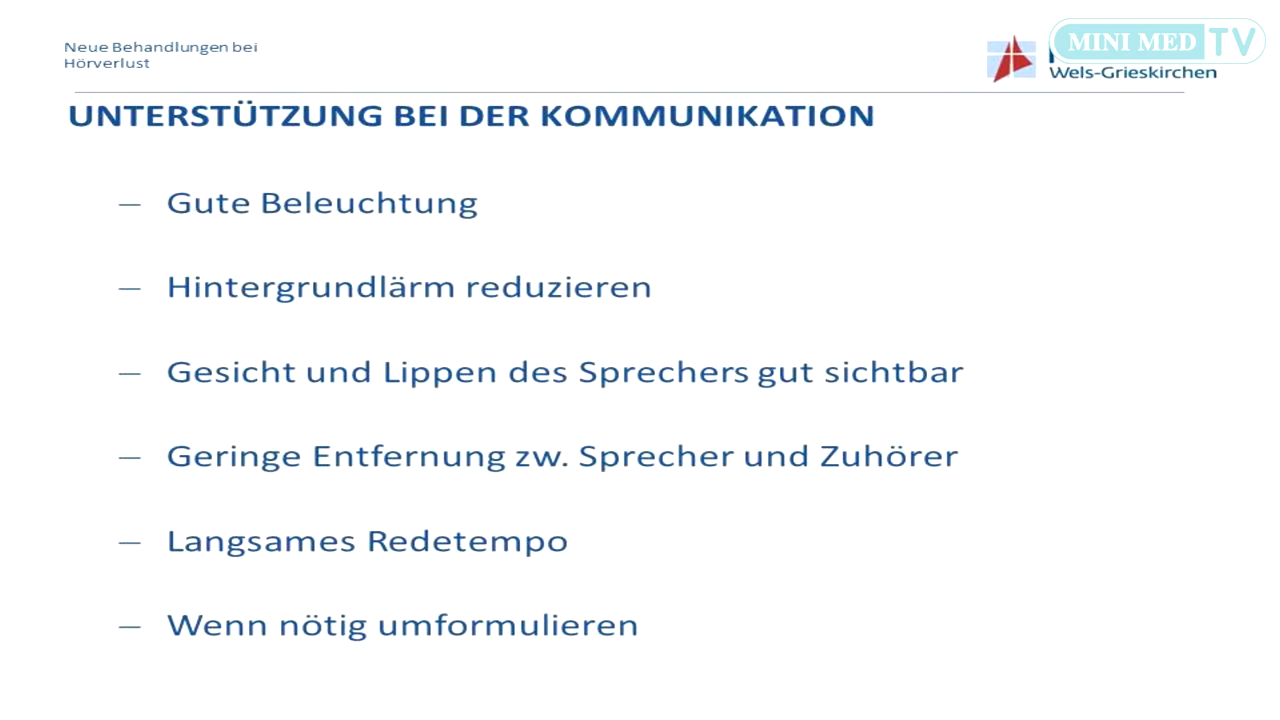 Neue Behandlungen bei
Hörverlust
MINI MED TV
Wels-Grieskirchen
UNTERSTÜTZUNG BEI DER KOMMUNIKATION
– Gute Beleuchtung
– Hintergrundlärm reduzieren
– Gesicht und Lippen des Sprechers gut sichtbar
– Geringe Entfernung zw. Sprecher und Zuhörer
– Langsames Redetempo
– Wenn nötig umformulieren